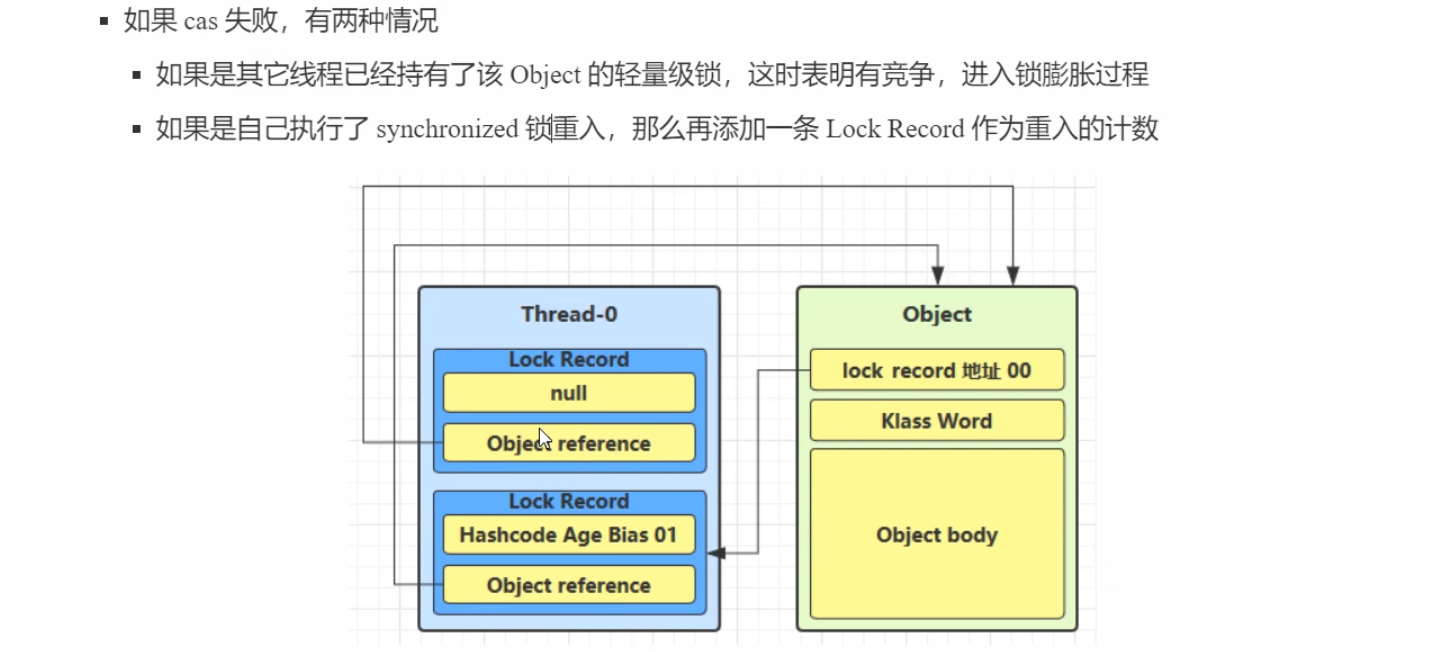 如果 cas 失败，有两种情况
如果是其它线程已经持有了该 Object 的轻量级锁，这时表明有竞争，进入锁膨胀过程
如果是自己执行了 synchronized 锁重入，那么再添加一条 Lock Record 作为重入的计数
Thread-0
Lock Record
null
Object reference
Lock Record
Hashcode Age Bias 01
Object reference
Object
lock record 地址 00
Klass Word
Object body